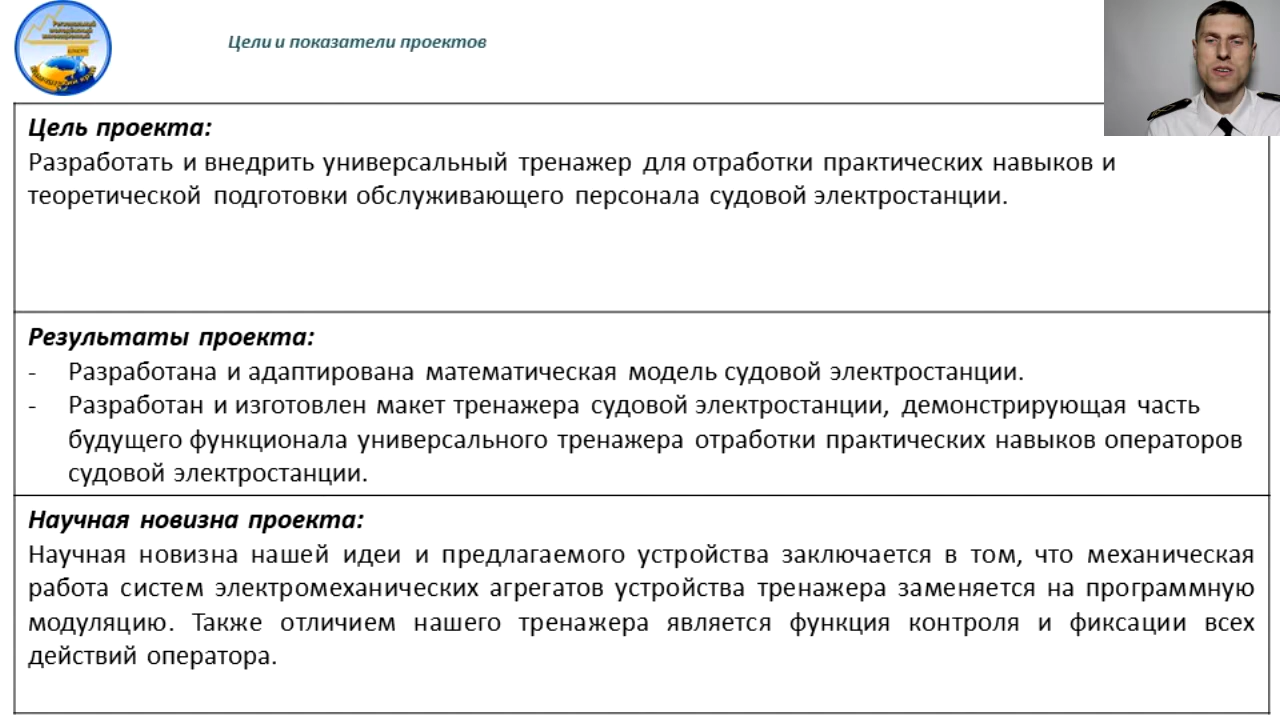 Региональный
молодёжный
Цели и показатели проектов
Цель проекта:
Разработать и внедрить универсальный тренажер для отработки практических навыков и
теоретической подготовки обслуживающего персонала судовой электростанции.
Результаты проекта:
- Разработана и адаптирована математическая модель судовой электростанции.
- Разработан и изготовлен макет тренажера судовой электростанции, демонстрирующая часть
будущего функционала универсального тренажера отработки практических навыков операторов
судовой электростанции.
Научная новизна проекта:
Научная новизна нашей идеи и предлагаемого устройства заключается в том, что механическая
работа систем электромеханических агрегатов устройства тренажера заменяется на программную
модуляцию. Также отличием нашего тренажера является функция контроля и фиксации всех
действий оператора.